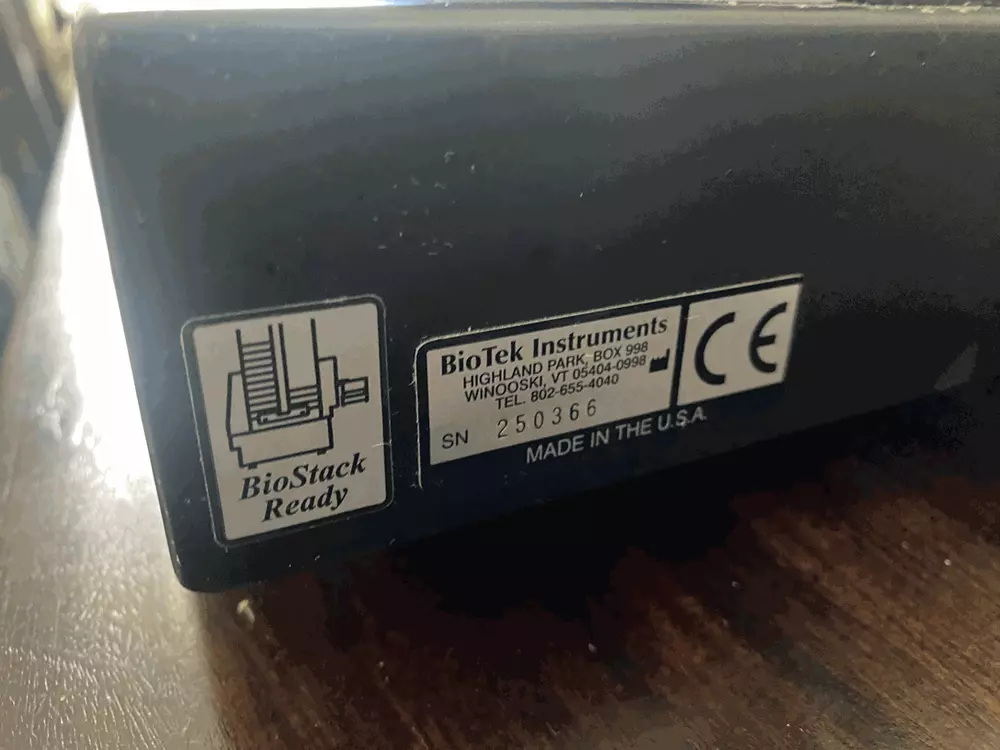 BioStack
Ready
BioTek Instruments
HIGHLAND PARK, BOX 998
WINOOSKI, VT 05404-0998
TEL. 802-655-4040
SN 250366
CE
MADE IN THE U.S.A.